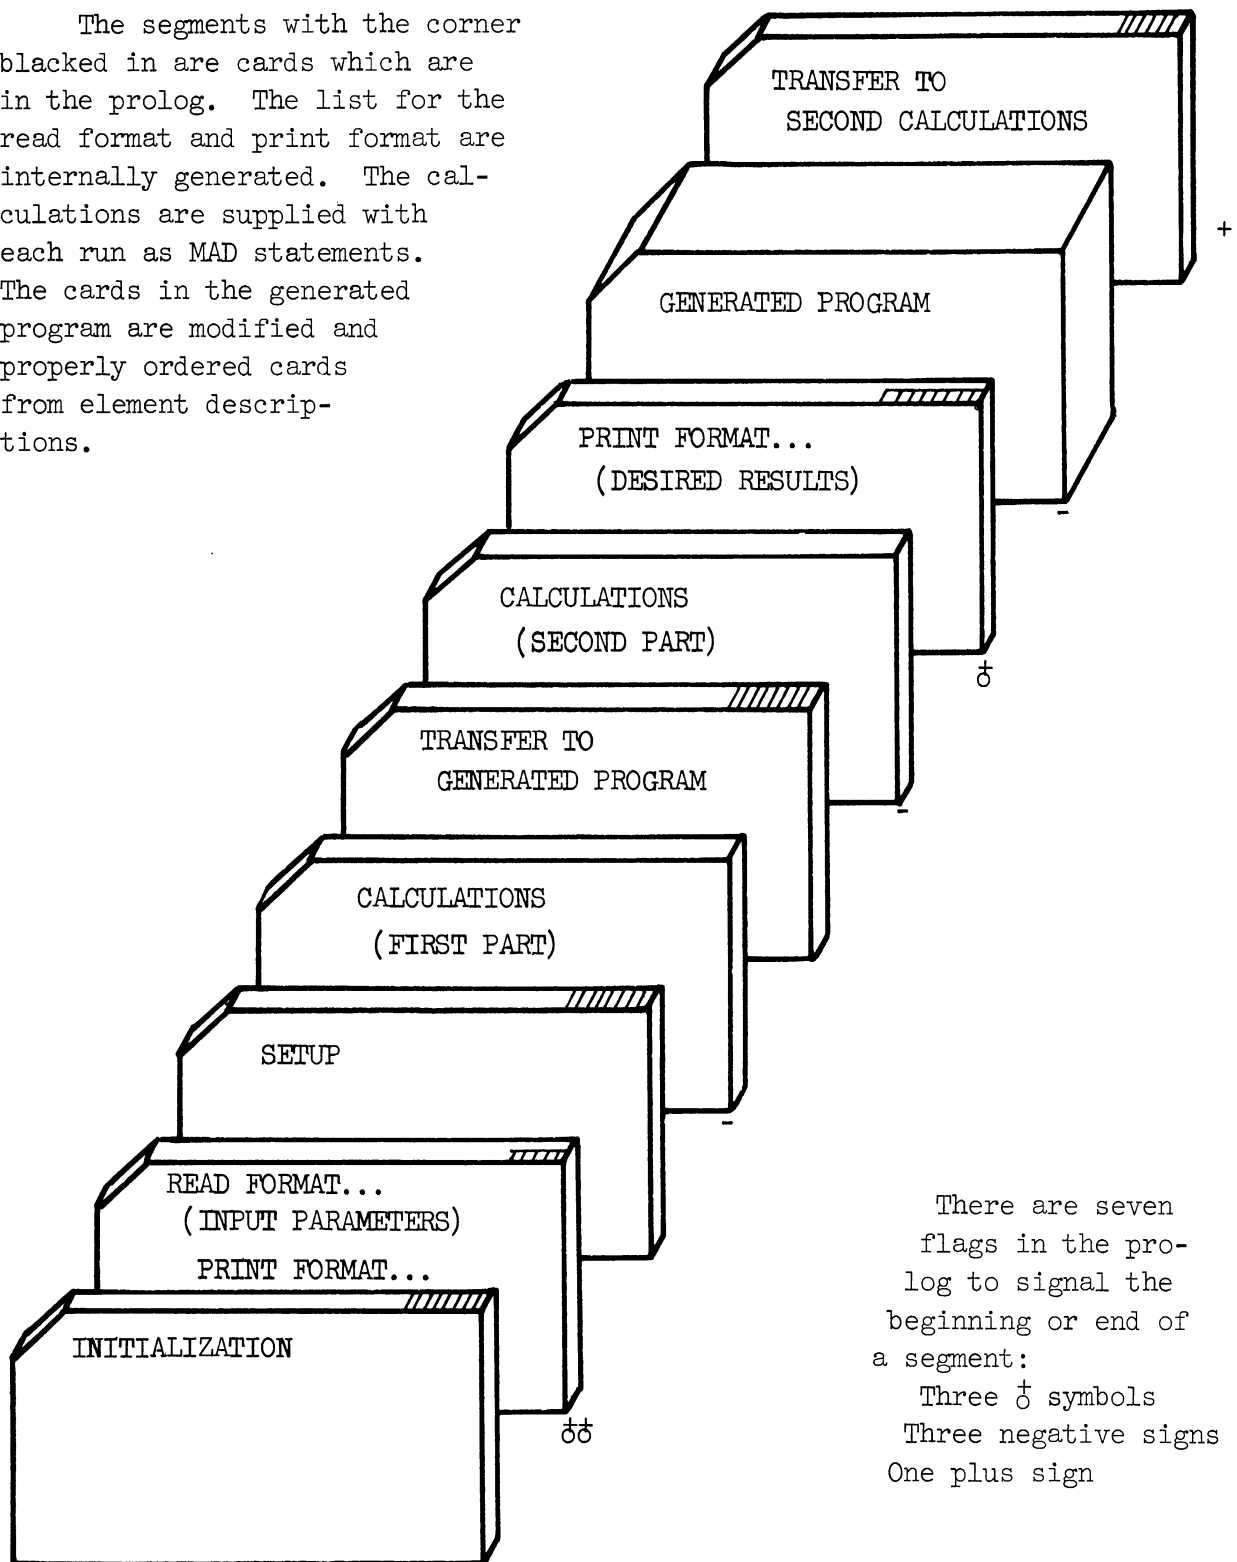 The segments with the corner
blacked in are cards which are
in the prolog. The list for the
read format and print format are
internally generated. The cal-
culations are supplied with
each run as MAD statements.
The cards in the generated
program are modified and
properly ordered cards
from element descrip-
tions.
TRANSFER TO
SECOND CALCULATIONS
+
GENERATED PROGRAM
-
PRINT FORMAT...
(DESIRED RESULTS)
+̲0
CALCULATIONS
(SECOND PART)
-
TRANSFER TO
GENERATED PROGRAM
CALCULATIONS
(FIRST PART)
-
SETUP
READ FORMAT...
(INPUT PARAMETERS)
PRINT FORMAT...
INITIALIZATION
There are seven
flags in the pro-
log to signal the
beginning or end of
a segment:
Three symbols
Three negative signs
One plus sign